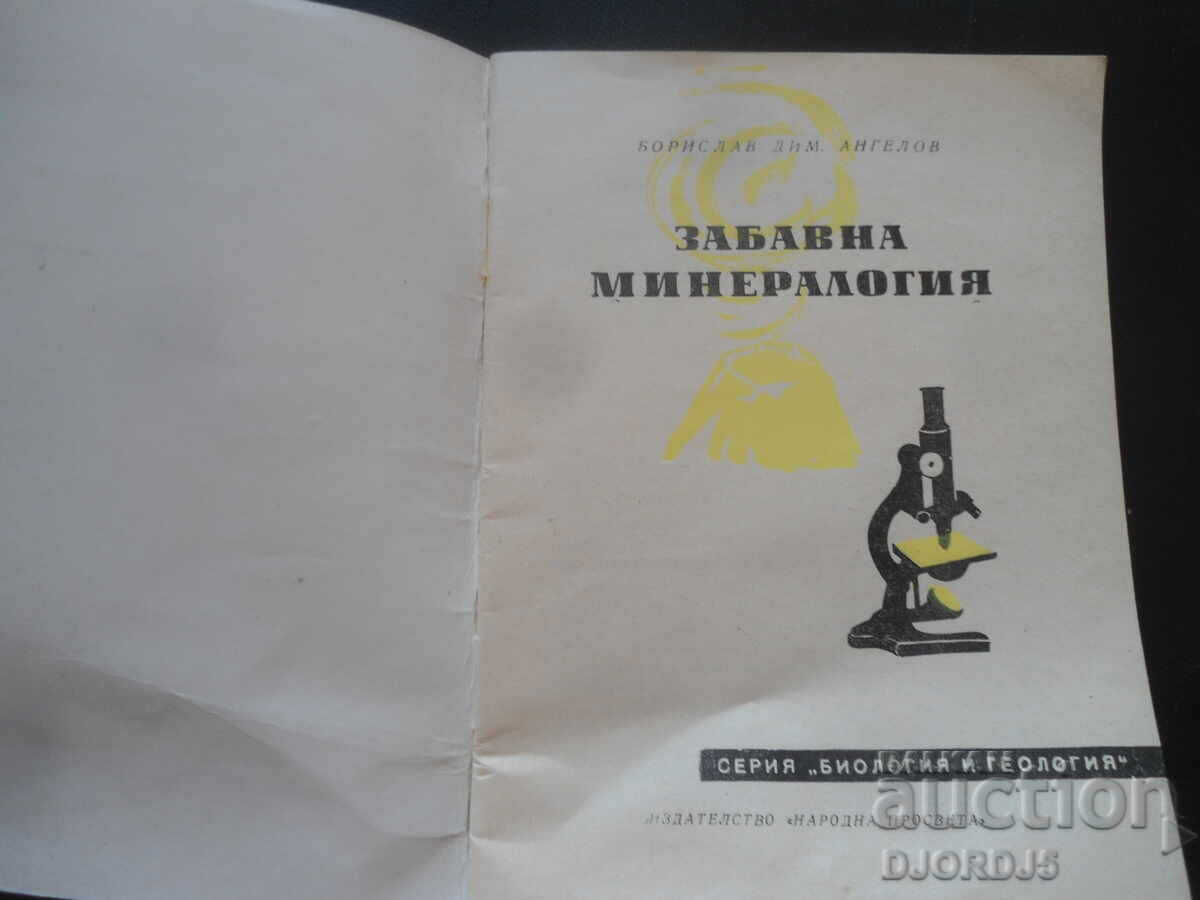 БОРИСЛАВ ДИМ. АНГЕЛОВ
ЗАБАВНА
МИНЕРАЛОГИЯ
СЕРИЯ „БИОЛОГИЯ И ГЕОЛОГИЯ"
ИЗДАТЕЛСТВО «НАРОДНА ПРОСВЕТА»
auction
DJORDJ5